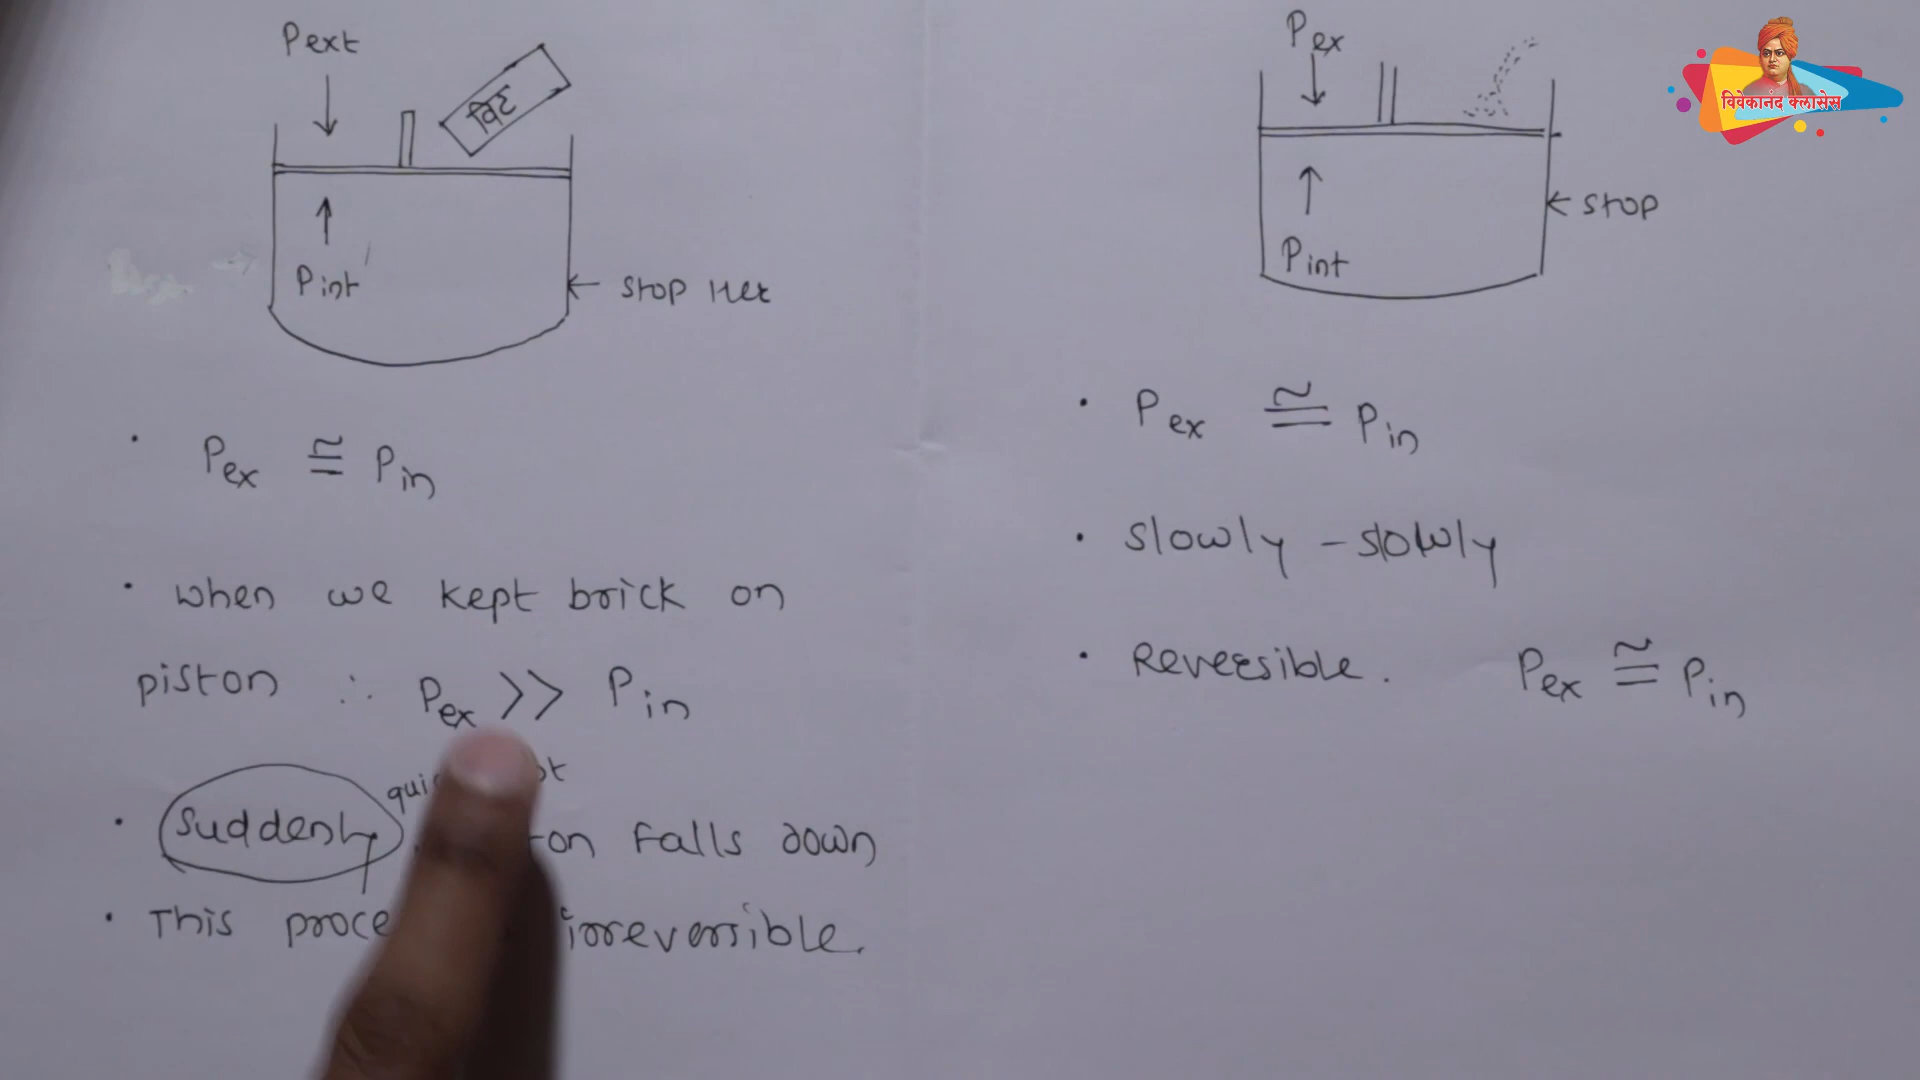 Pext
विट
Pint
← Stop Her
Pex ≅ Pin
• when we kept brick on
piston ∴ Pex >> Pin
• Suddenly falls down
• This irreversible.
Pex
← Stop
Pint
• Pex ≅ Pin
• slowly – slowly
• Reversible. Pex ≅ Pin
विवेकानंद क्लासेस